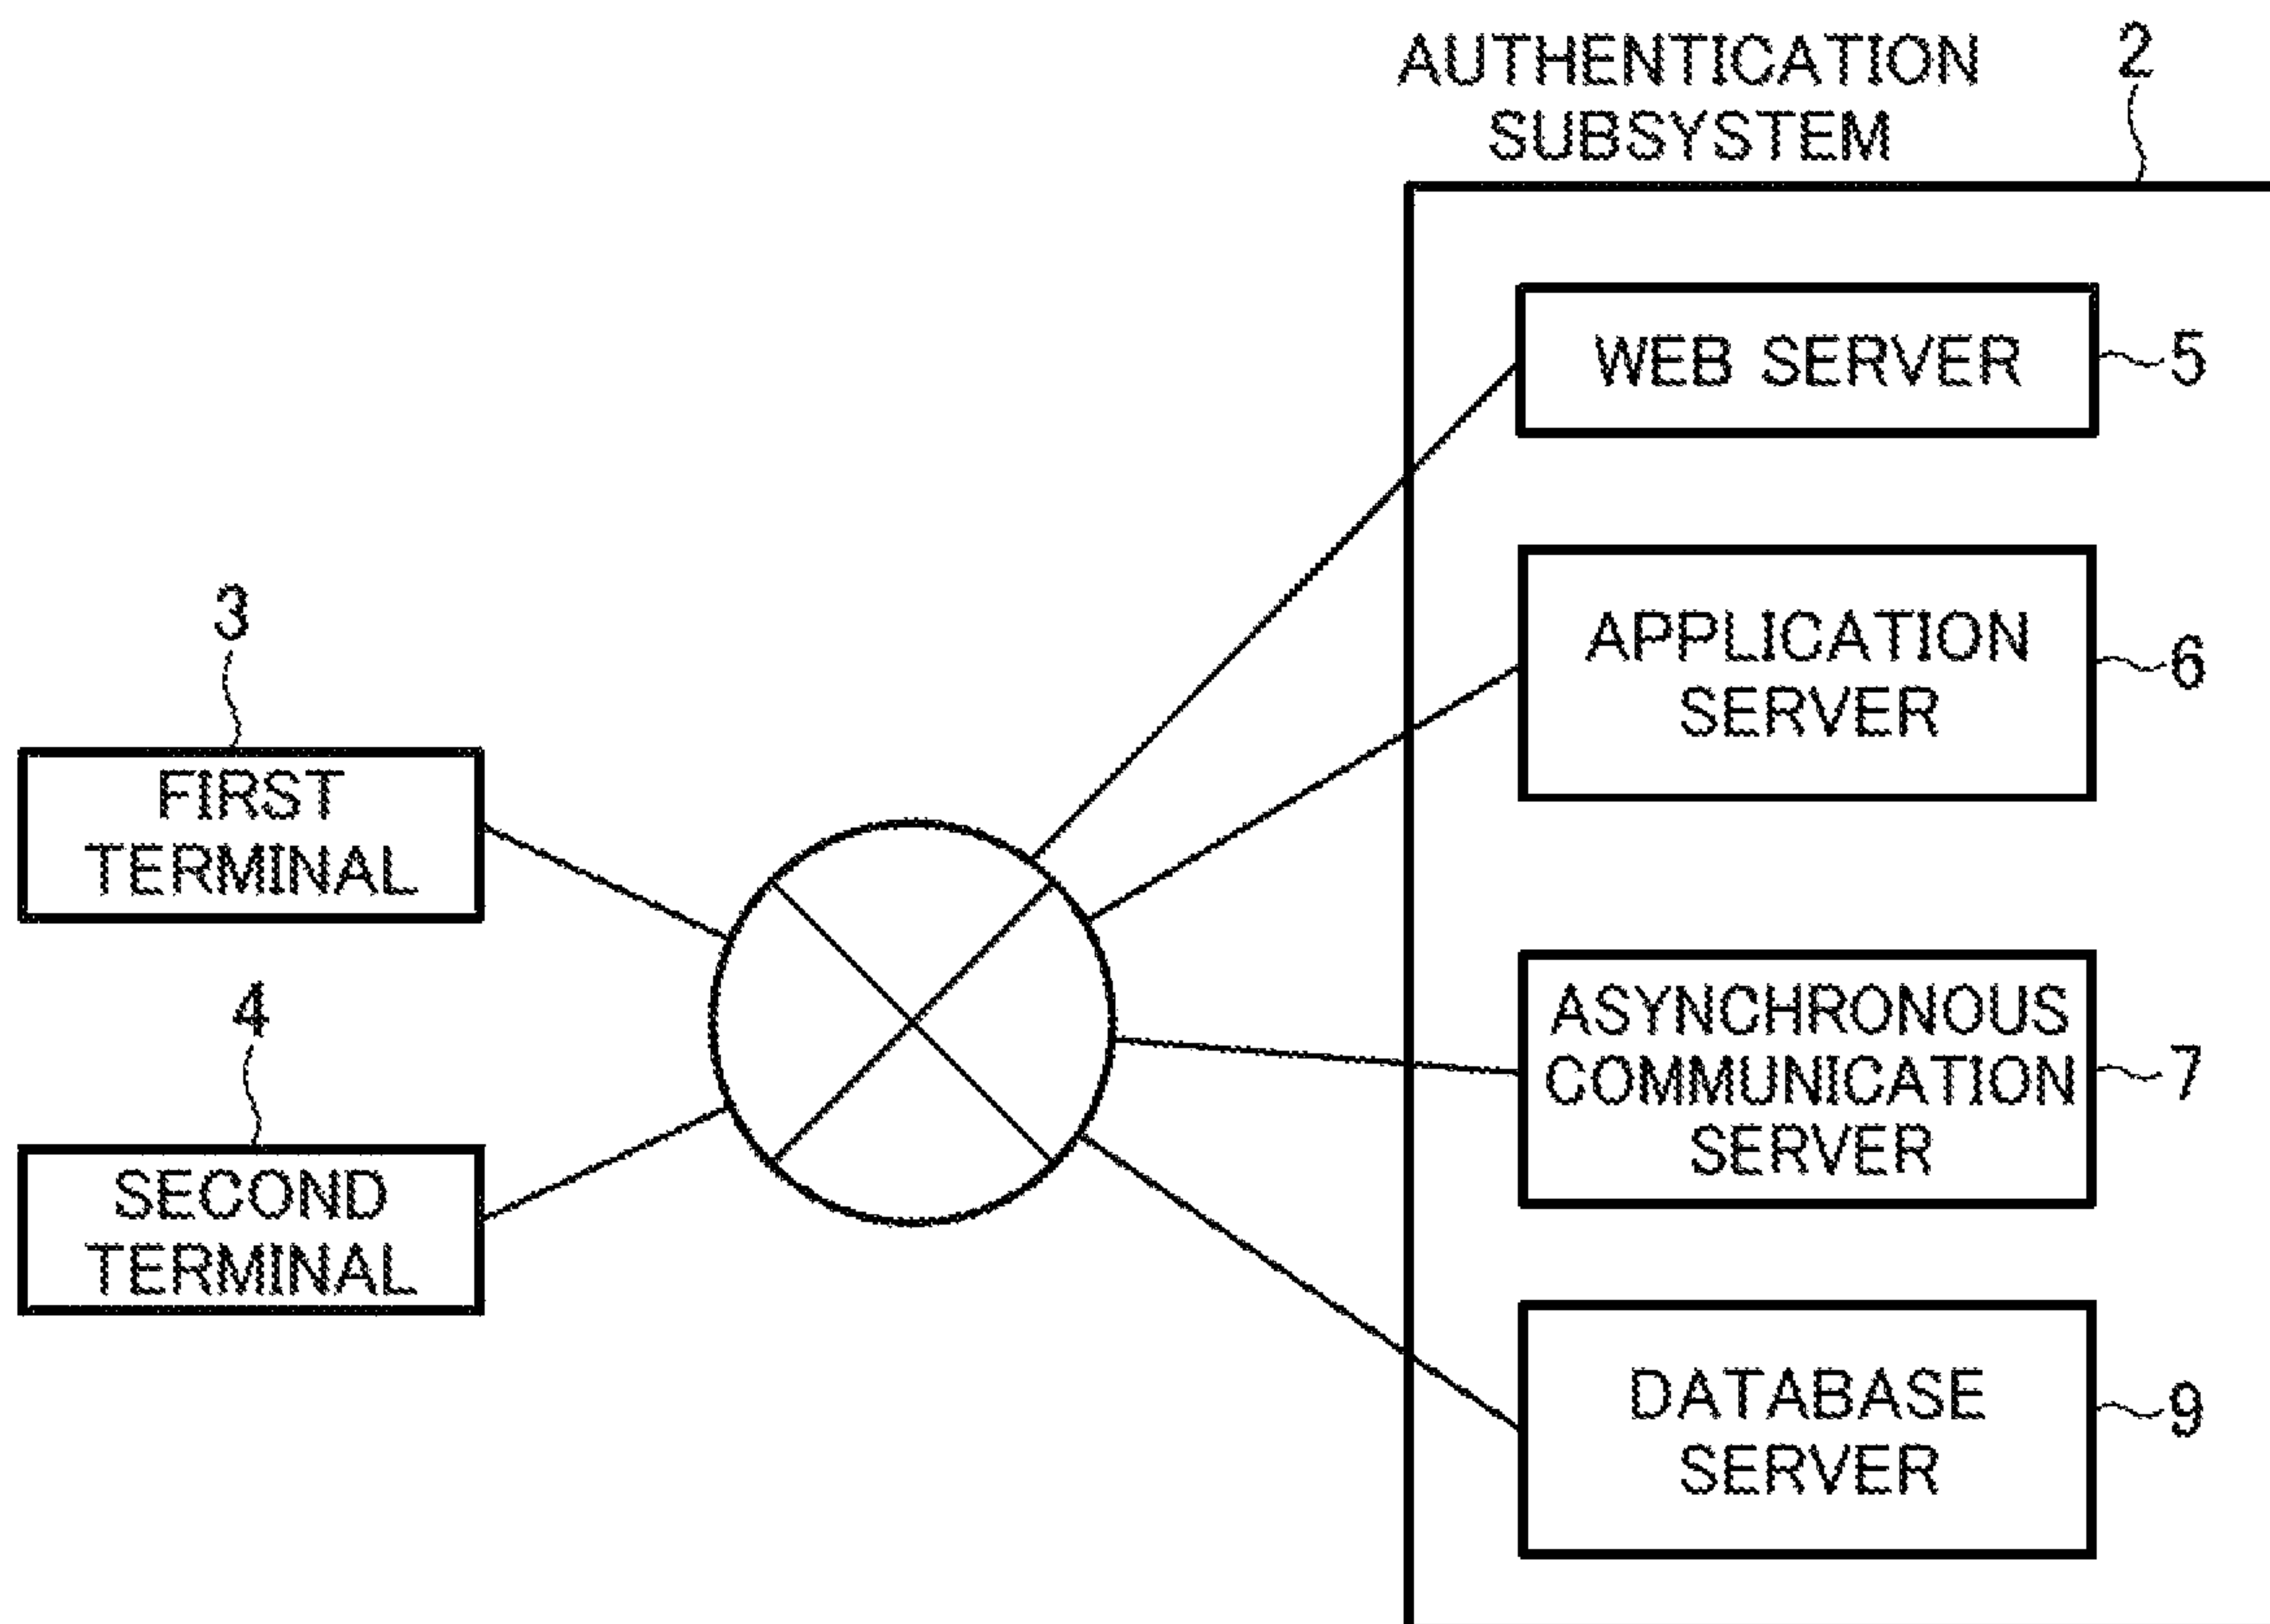 AUTHENTICATION
SUBSYSTEM
2
WEB SERVER
5
APPLICATION
SERVER
6
3
FIRST
TERMINAL
4
SECOND
TERMINAL
ASYNCHRONOUS
COMMUNICATION
SERVER
7
DATABASE
SERVER
9